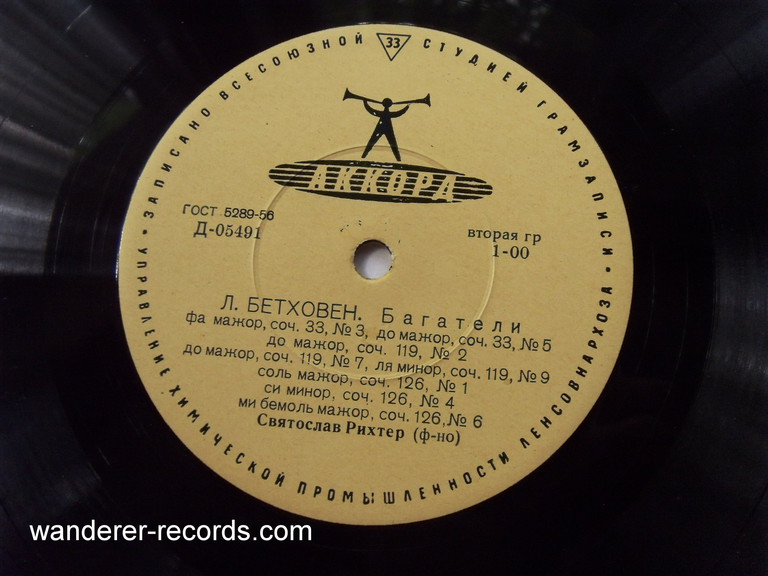 ЗАПИСАНО ВСЕСОЮЗНОЙ 33 СТУДИЕЙ ГРАМЗАПИСИ
АККОРД
ГОСТ 5289-56
Д-05491
вторая гр
1-00
Л. БЕТХОВЕН. Багатели
фа мажор, соч. 33, № 3, до мажор, соч. 33, № 5
до мажор, соч. 119, № 2
до мажор, соч. 119, № 7, ля минор, соч. 119, № 9
соль мажор, соч. 126, № 1
си минор, соч. 126, № 4
ми бемоль мажор, соч. 126, № 6
Святослав Рихтер (ф-но)
УПРАВЛЕНИЕ ХИМИЧЕСКОЙ ПРОМЫШЛЕННОСТИ ЛЕНСОВНАРХОЗА
wanderer-records.com